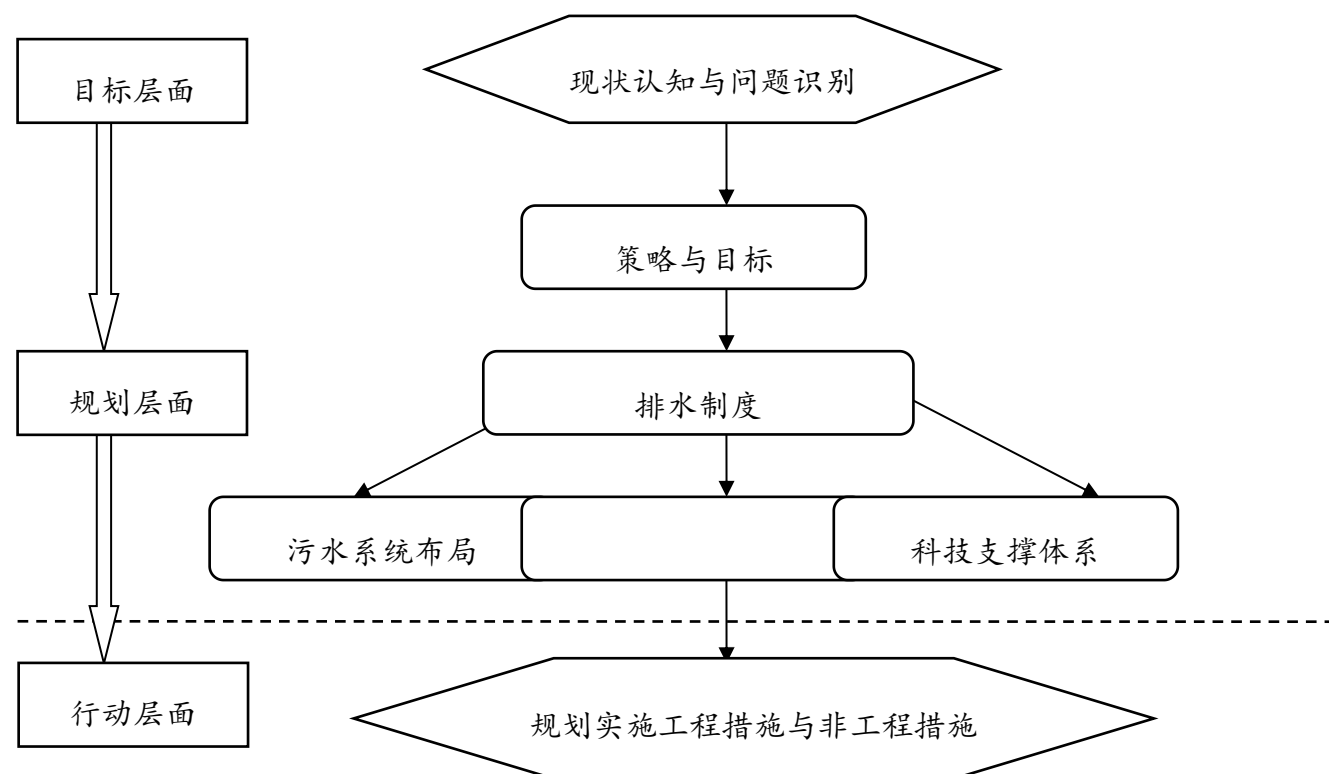 目标层面
现状认知与问题识别
策略与目标
规划层面
排水制度
污水系统布局
科技支撑体系
行动层面
规划实施工程措施与非工程措施